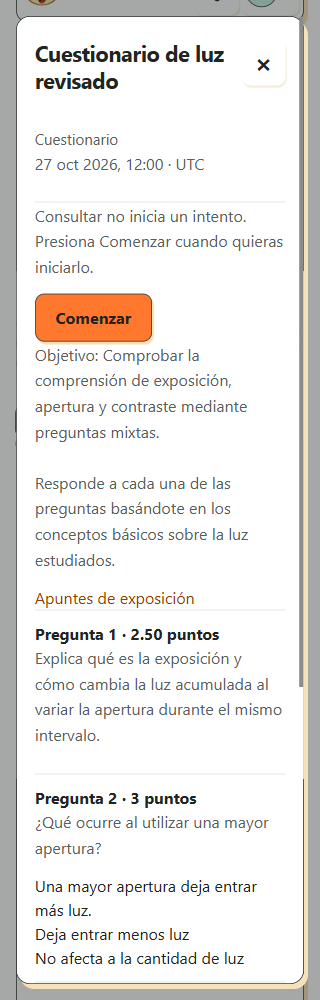 Cuestionario de luz
revisado
✕
Cuestionario
27 oct 2026, 12:00 · UTC
Consultar no inicia un intento.
Presiona Comenzar cuando quieras
iniciarlo.
Comenzar
Objetivo: Comprobar la
comprensión de exposición,
apertura y contraste mediante
preguntas mixtas.
Responde a cada una de las
preguntas basándote en los
conceptos básicos sobre la luz
estudiados.
Apuntes de exposición
Pregunta 1 · 2.50 puntos
Explica qué es la exposición y
cómo cambia la luz acumulada al
variar la apertura durante el mismo
intervalo.
Pregunta 2 · 3 puntos
¿Qué ocurre al utilizar una mayor
apertura?
Una mayor apertura deja entrar
más luz.
Deja entrar menos luz
No afecta a la cantidad de luz